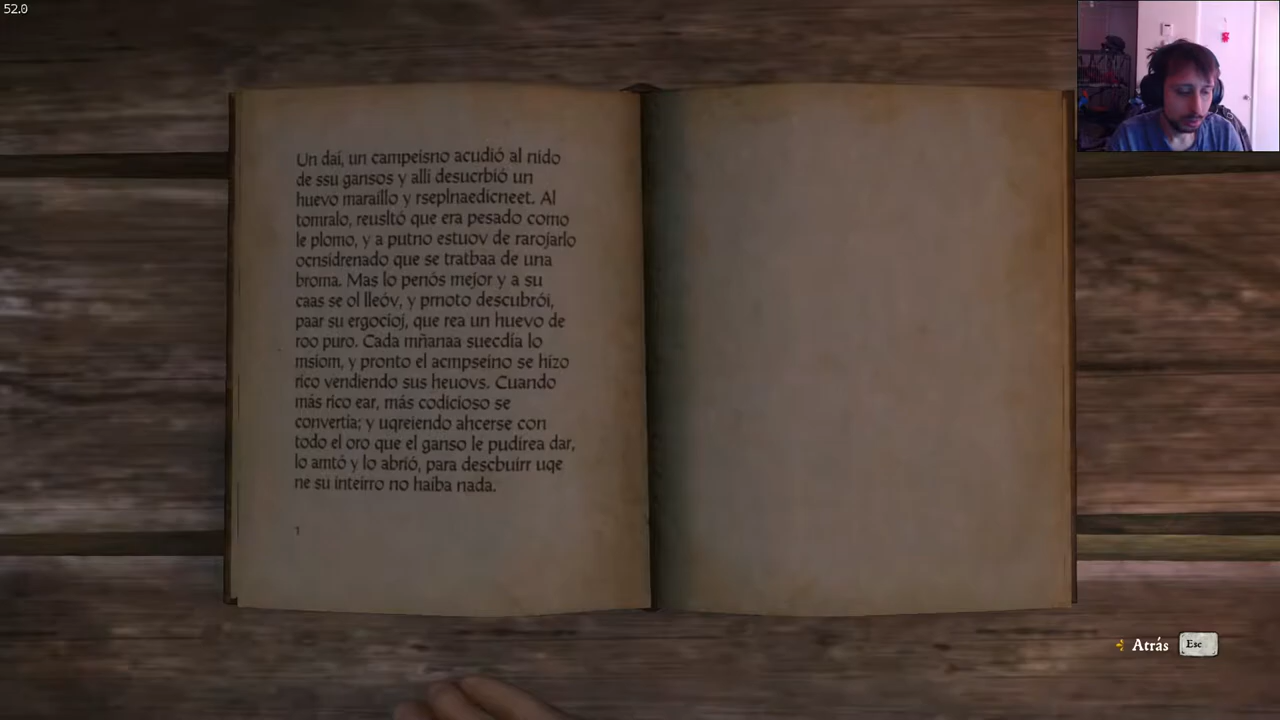 52.0
Un daí, un campeisno acudió al nido
de ssu gansos y alli desucrbió un
huevo maraillo y rseplnaedicneet. Al
tomralo, reusltó que era pesado como
le plomo, y a putno estuov de rarojarlo
ocnsidrenado que se tratbaa de una
broma. Mas lo penós mejor y a su
caas se ol lleóv, y prnoto descubrói,
paar su ergocioj, que rea un huevo de
roo puro. Cada mñanaa suecdía lo
msiom, y pronto el acmpseino se hizo
rico vendiendo sus heuovs. Cuando
más rico ear, más codicioso se
convertía; y uqreiendo ahcerse con
todo el oro que el ganso le pudirea dar,
lo amtó y lo abrió, para descbuirr uqe
ne su inteirro no haiba nada.
1
Atrás Esc